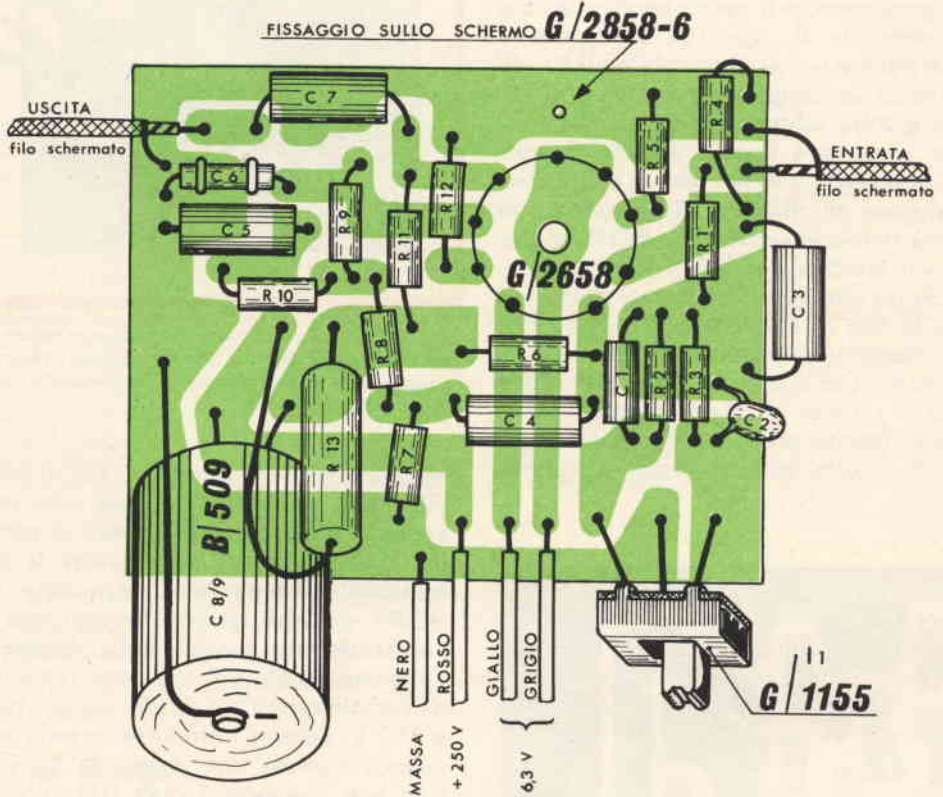 FISSAGGIO SULLO SCHERMO G/2858-6
USCITA
filo schermato
ENTRATA
filo schermato
C 7
R 4
R 5
C 6
R 12
R 9
R 11
R 1
C 5
G/2658
C 3
R 10
R 8
R 6
C 1
R 2
R 3
C 4
C 2
R 13
R 7
B/509
C 8/9
NERO
ROSSO
GIALLO
GRIGIO
I1
G/1155
MASSA
+ 250 V
6,3 V